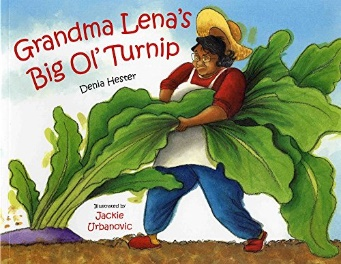 Grandma Lena's
Big Ol' Turnip
Denia Hester
Illustrated by
Jackie
Urbanovic